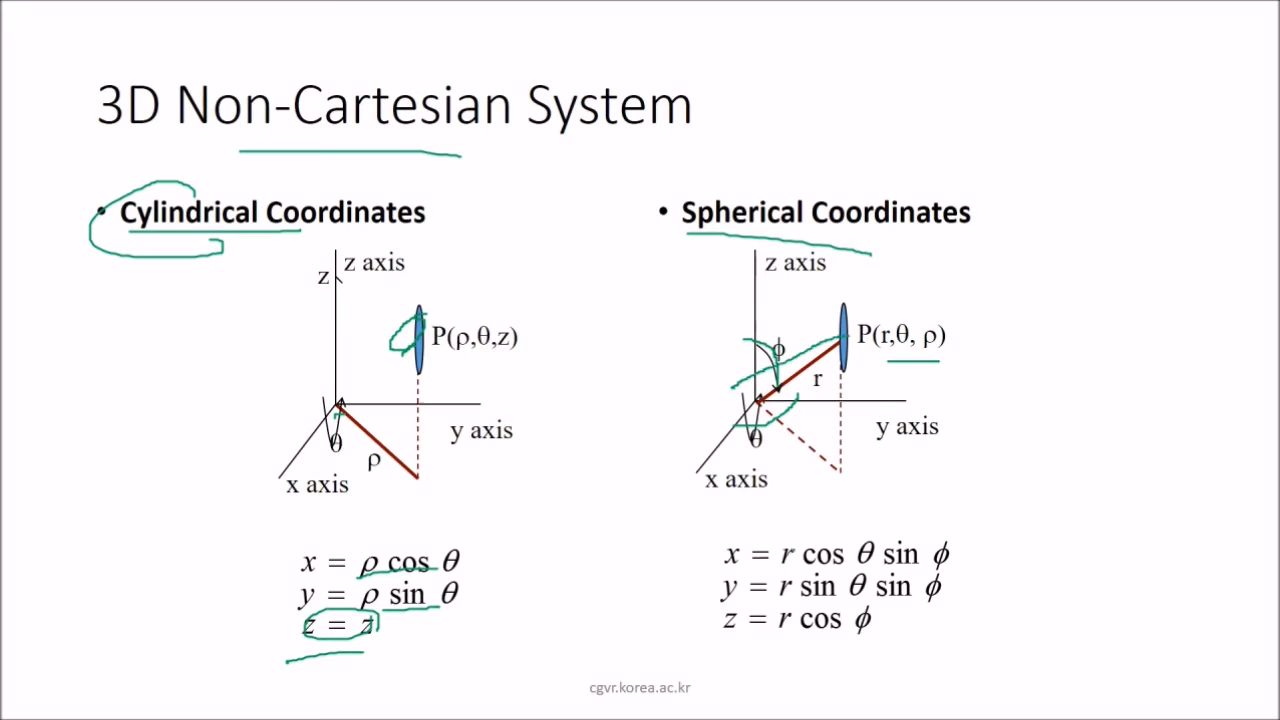 3D Non-Cartesian System
• Cylindrical Coordinates
z axis
z
P(ρ,θ,z)
θ
y axis
ρ
x axis
x = ρ cos θ
y = ρ sin θ
z = z
• Spherical Coordinates
z axis
ϕ
P(r,θ, ρ)
r
y axis
θ
x axis
x = r cos θ sin ϕ
y = r sin θ sin ϕ
z = r cos ϕ
cgvr.korea.ac.kr